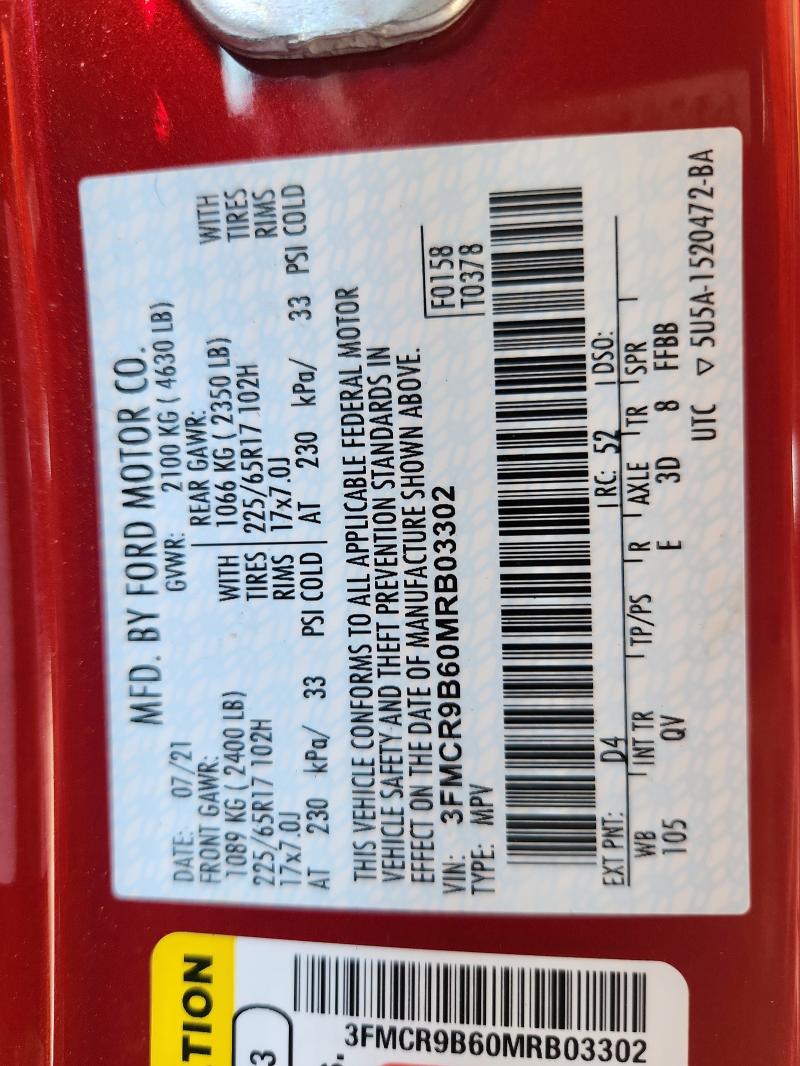 MFD. BY FORD MOTOR CO.
DATE: 07/21 GVWR: 2100 KG ( 4630 LB)
FRONT GAWR: REAR GAWR:
1089 KG ( 2400 LB) WITH 1066 KG ( 2350 LB) WITH
225/65R17 102H TIRES 225/65R17 102H TIRES
17x7.0J RIMS 17x7.0J RIMS
AT 230 kPa/ 33 PSI COLD AT 230 kPa/ 33 PSI COLD
THIS VEHICLE CONFORMS TO ALL APPLICABLE FEDERAL MOTOR
VEHICLE SAFETY AND THEFT PREVENTION STANDARDS IN
EFFECT ON THE DATE OF MANUFACTURE SHOWN ABOVE.
VIN: 3FMCR9B60MRB03302 F0158
TYPE: MPV T0378
EXT PNT: D4 RC: 52 DSO:
WB INT TR TP/PS R AXLE TR SPR
105 QV E 3D 8 FFBB
UTC ▽ 5U5A-1520472-BA
TION
3
3FMCR9B60MRB03302